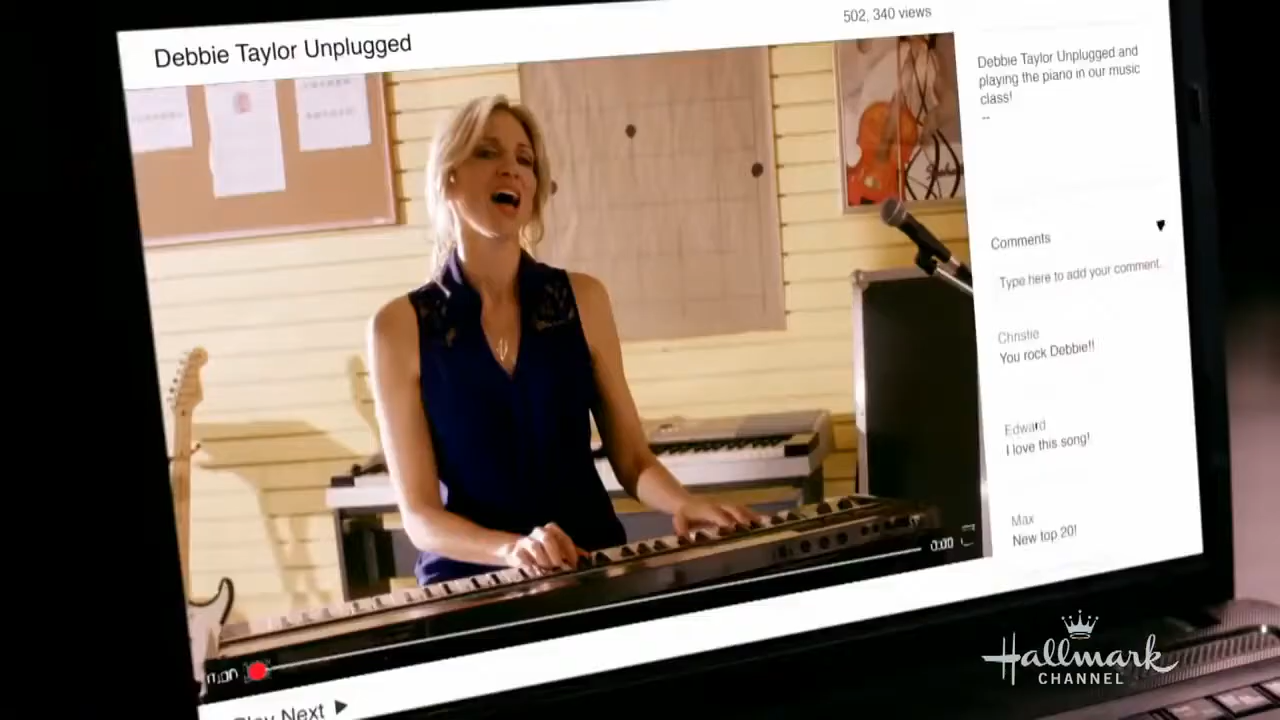 Debbie Taylor Unplugged
502, 340 views
Debbie Taylor Unplugged and
playing the piano in our music
class!
--
Comments
Type here to add your comment.
Christie
You rock Debbie!!
Edward
I love this song!
Max
New top 20!
0:00
Play Next
Hallmark
CHANNEL